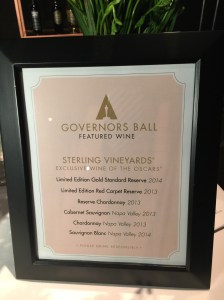 GOVERNORS BALL
FEATURED WINE
STERLING VINEYARDS®
EXCLUSIVE WINE OF THE OSCARS®
Limited Edition Gold Standard Reserve 2014
Limited Edition Red Carpet Reserve 2013
Reserve Chardonnay 2013
Cabernet Sauvignon Napa Valley 2013
Chardonnay Napa Valley 2013
Sauvignon Blanc Napa Valley 2014